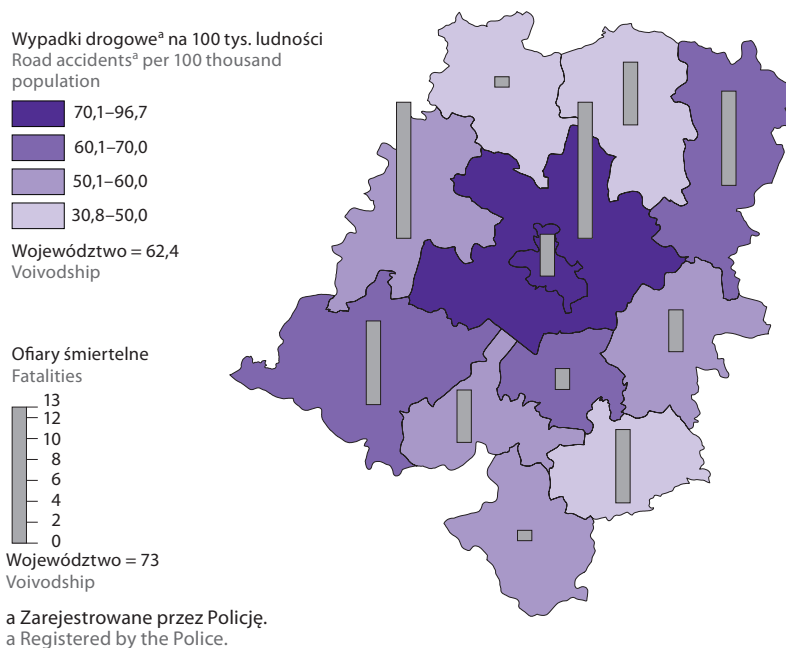 Wypadki drogoweᵃ na 100 tys. ludności
Road accidentsᵃ per 100 thousand
population
70,1–96,7
60,1–70,0
50,1–60,0
30,8–50,0
Województwo = 62,4
Voivodship
Ofiary śmiertelne
Fatalities
13
12
10
8
6
4
2
0
Województwo = 73
Voivodship
a Zarejestrowane przez Policję.
a Registered by the Police.